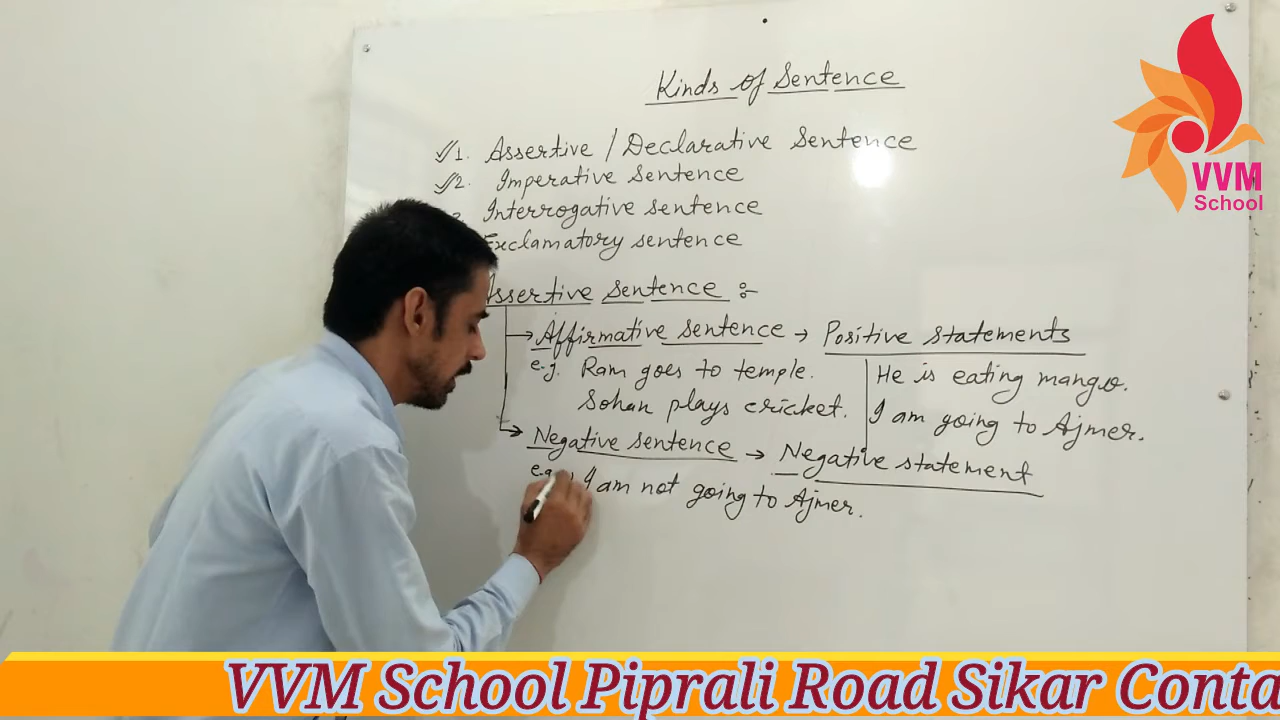 Kinds of Sentence
1. Assertive / Declarative Sentence
2. Imperative Sentence
Interrogative sentence
Exclamatory sentence
Assertive sentence :-
→ Affirmative sentence → Positive statements
e.g. Ram goes to temple.
Sohan plays cricket.
He is eating mango.
I am going to Ajmer.
→ Negative sentence → Negative statement
e.g. I am not going to Ajmer.
VVM
School
VVM School Piprali Road Sikar Conta